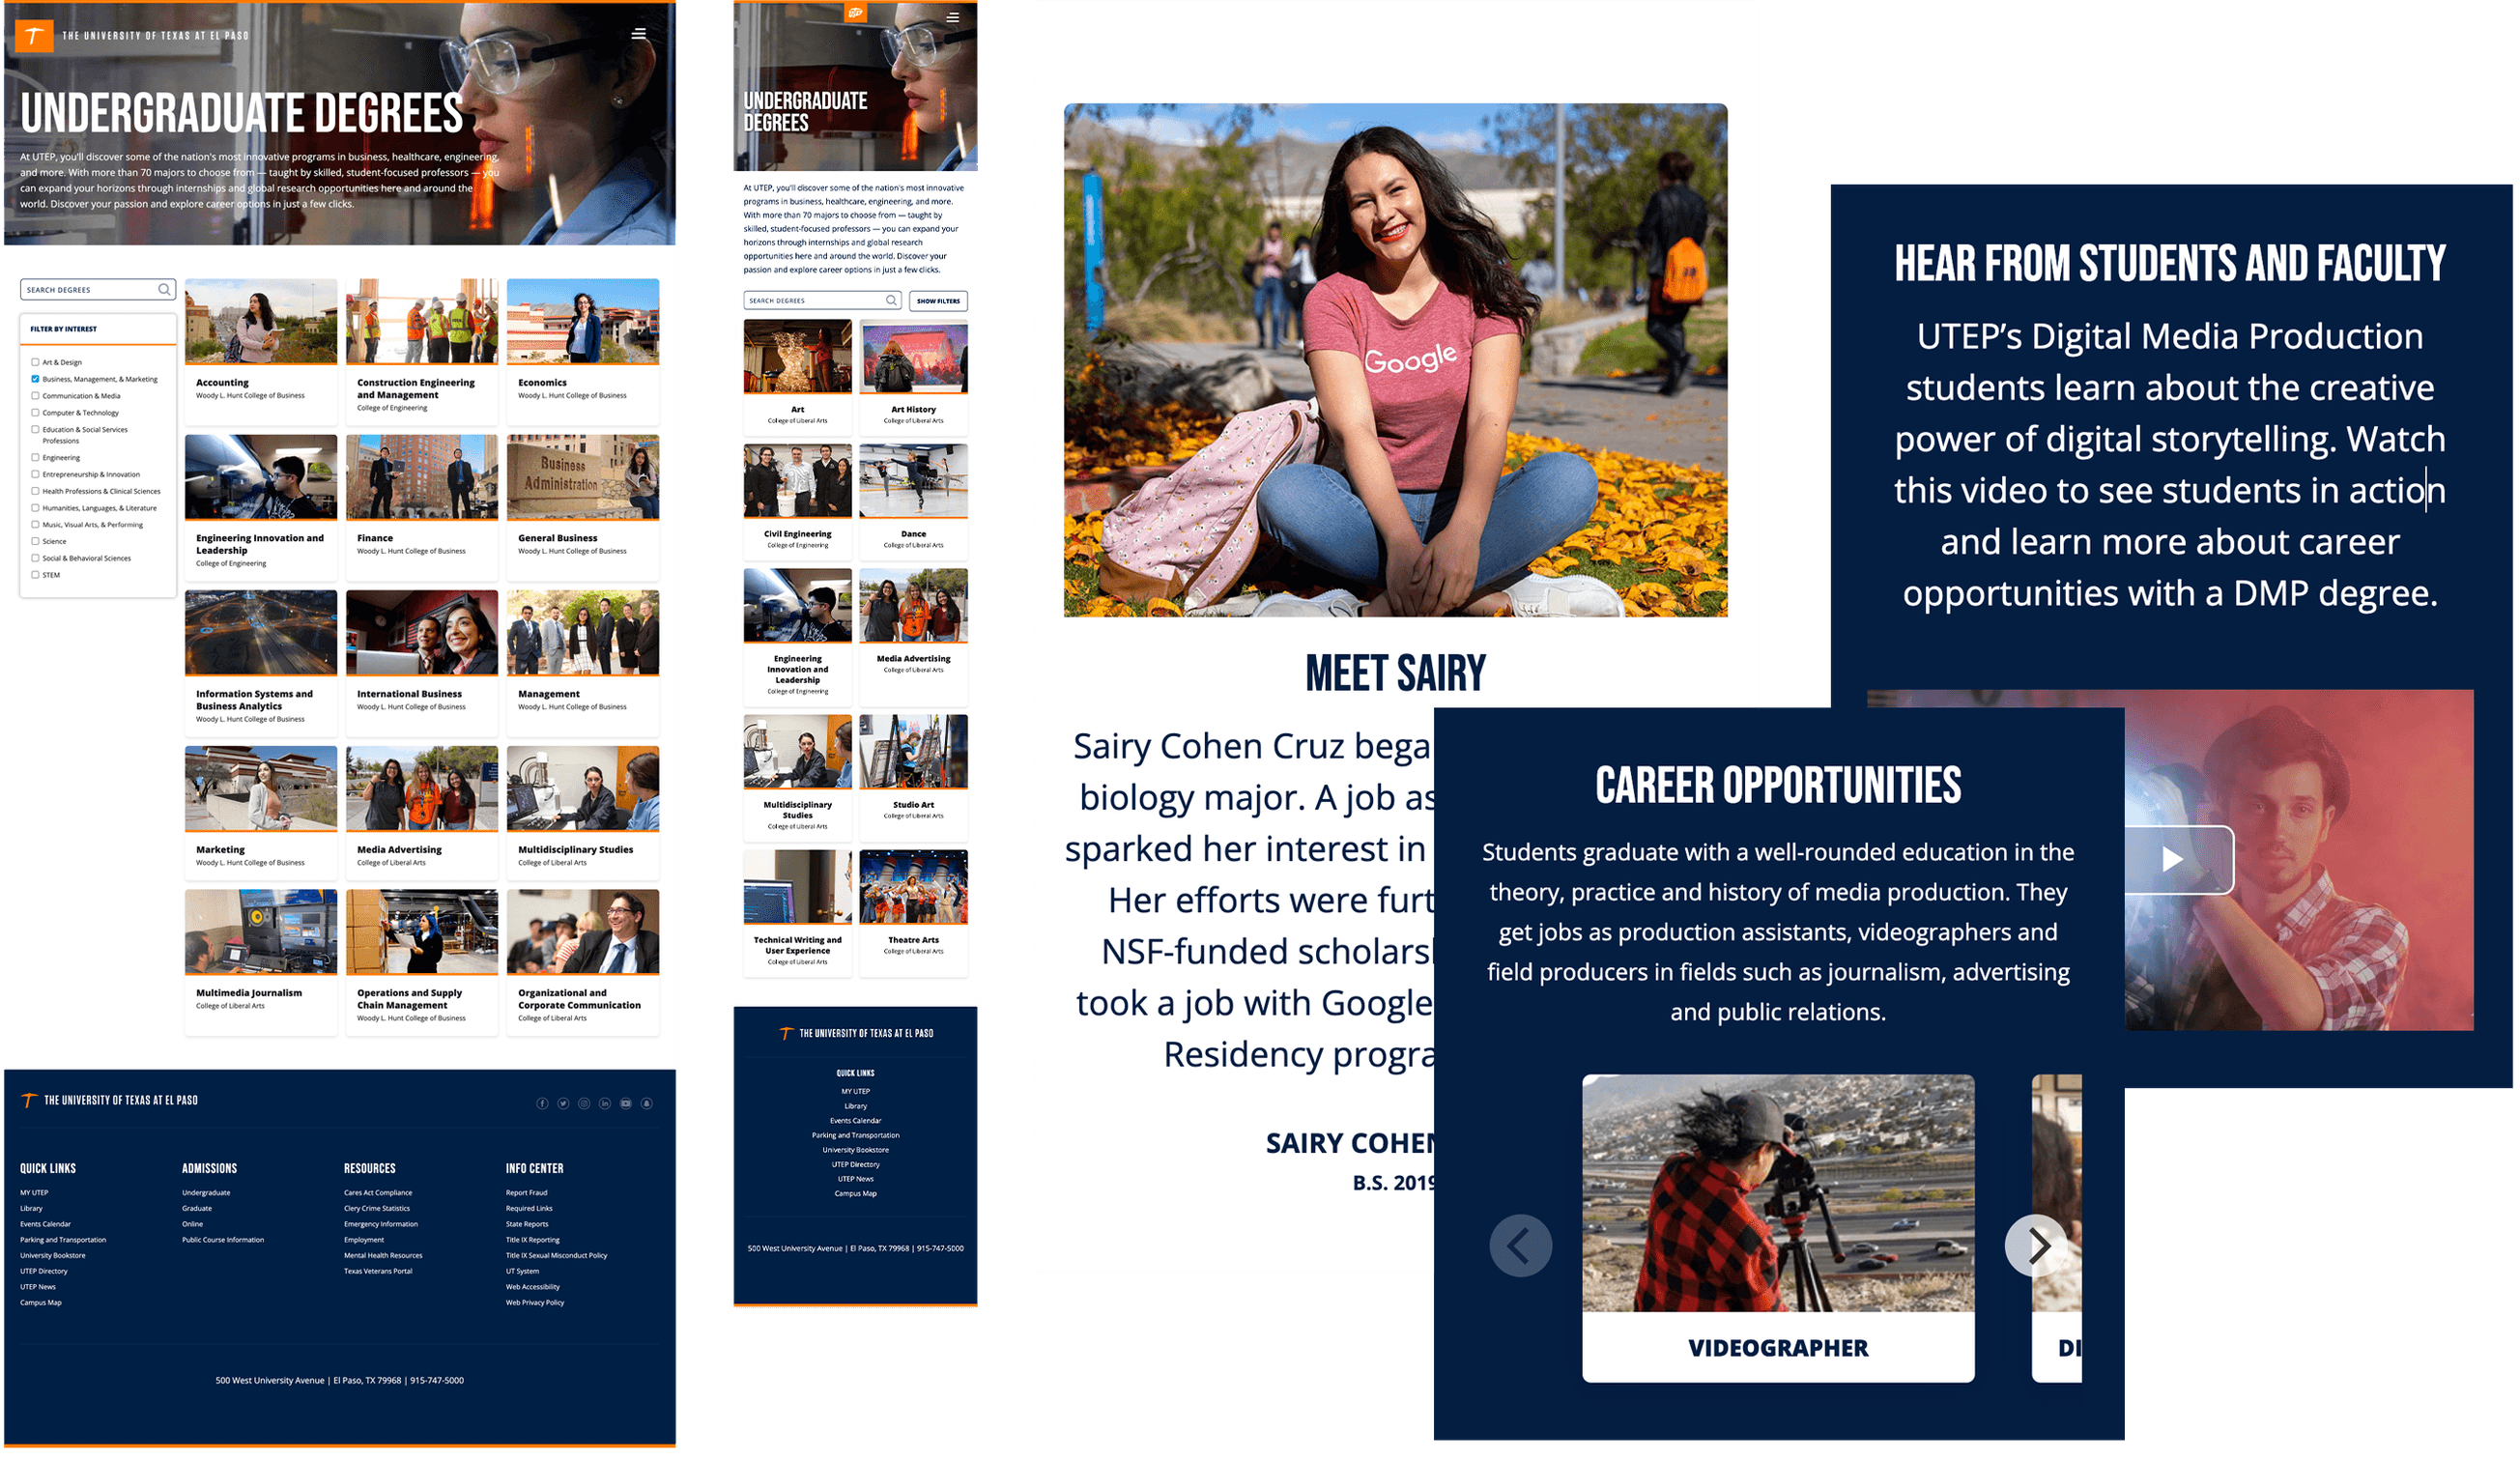 THE UNIVERSITY OF TEXAS AT EL PASO
UNDERGRADUATE DEGREES
At UTEP, you'll discover some of the nation's most innovative programs in business, healthcare, engineering,
and more. With more than 70 majors to choose from — taught by skilled, student-focused professors — you
can expand your horizons through internships and global research opportunities here and around the
world. Discover your passion and explore career options in just a few clicks.
SEARCH DEGREES
FILTER BY INTEREST
Art & Design
Business, Management, & Marketing
Communication & Media
Computer & Technology
Education & Social Services
Professions
Engineering
Entrepreneurship & Innovation
Health Professions & Clinical Sciences
Humanities, Languages, & Literature
Music, Visual Arts, & Performing
Science
Social & Behavioral Sciences
STEM
Accounting
Woody L. Hunt College of Business
Construction Engineering
and Management
College of Engineering
Economics
Woody L. Hunt College of Business
Engineering Innovation and
Leadership
College of Engineering
Finance
Woody L. Hunt College of Business
Business
Administration
General Business
Woody L. Hunt College of Business
Information Systems and
Business Analytics
Woody L. Hunt College of Business
International Business
Woody L. Hunt College of Business
Management
Woody L. Hunt College of Business
Marketing
Woody L. Hunt College of Business
Media Advertising
College of Liberal Arts
Multidisciplinary Studies
College of Liberal Arts
Multimedia Journalism
College of Liberal Arts
Operations and Supply
Chain Management
Woody L. Hunt College of Business
Organizational and
Corporate Communication
College of Liberal Arts
THE UNIVERSITY OF TEXAS AT EL PASO
QUICK LINKS
MY UTEP
Library
Events Calendar
Parking and Transportation
University Bookstore
UTEP Directory
UTEP News
Campus Map
ADMISSIONS
Undergraduate
Graduate
Online
Public Course Information
RESOURCES
Cares Act Compliance
Clery Crime Statistics
Emergency Information
Employment
Mental Health Resources
Texas Veterans Portal
INFO CENTER
Report Fraud
Required Links
State Reports
Title IX Reporting
Title IX Sexual Misconduct Policy
UT System
Web Accessibility
Web Privacy Policy
500 West University Avenue | El Paso, TX 79968 | 915-747-5000
UNDERGRADUATE
DEGREES
At UTEP, you'll discover some of the nation's most innovative
programs in business, healthcare, engineering, and more.
With more than 70 majors to choose from — taught by
skilled, student-focused professors — you can expand your
horizons through internships and global research
opportunities here and around the world. Discover your
passion and explore career options in just a few clicks.
SEARCH DEGREES
SHOW FILTERS
Art
College of Liberal Arts
Art History
College of Liberal Arts
Civil Engineering
College of Engineering
Dance
College of Liberal Arts
Engineering
Innovation and
Leadership
College of Engineering
Media Advertising
College of Liberal Arts
Multidisciplinary
Studies
College of Liberal Arts
Studio Art
College of Liberal Arts
Technical Writing and
User Experience
College of Liberal Arts
Theatre Arts
College of Liberal Arts
THE UNIVERSITY OF TEXAS AT EL PASO
QUICK LINKS
MY UTEP
Library
Events Calendar
Parking and Transportation
University Bookstore
UTEP Directory
UTEP News
Campus Map
500 West University Avenue | El Paso, TX 79968 | 915-747-5000
Google
MEET SAIRY
Sairy Cohen Cruz bega
biology major. A job as
sparked her interest in
Her efforts were furt
NSF-funded scholarsh
took a job with Google
Residency progra
SAIRY COHEN
B.S. 2019
HEAR FROM STUDENTS AND FACULTY
UTEP’s Digital Media Production
students learn about the creative
power of digital storytelling. Watch
this video to see students in action
and learn more about career
opportunities with a DMP degree.
CAREER OPPORTUNITIES
Students graduate with a well-rounded education in the
theory, practice and history of media production. They
get jobs as production assistants, videographers and
field producers in fields such as journalism, advertising
and public relations.
VIDEOGRAPHER
DI